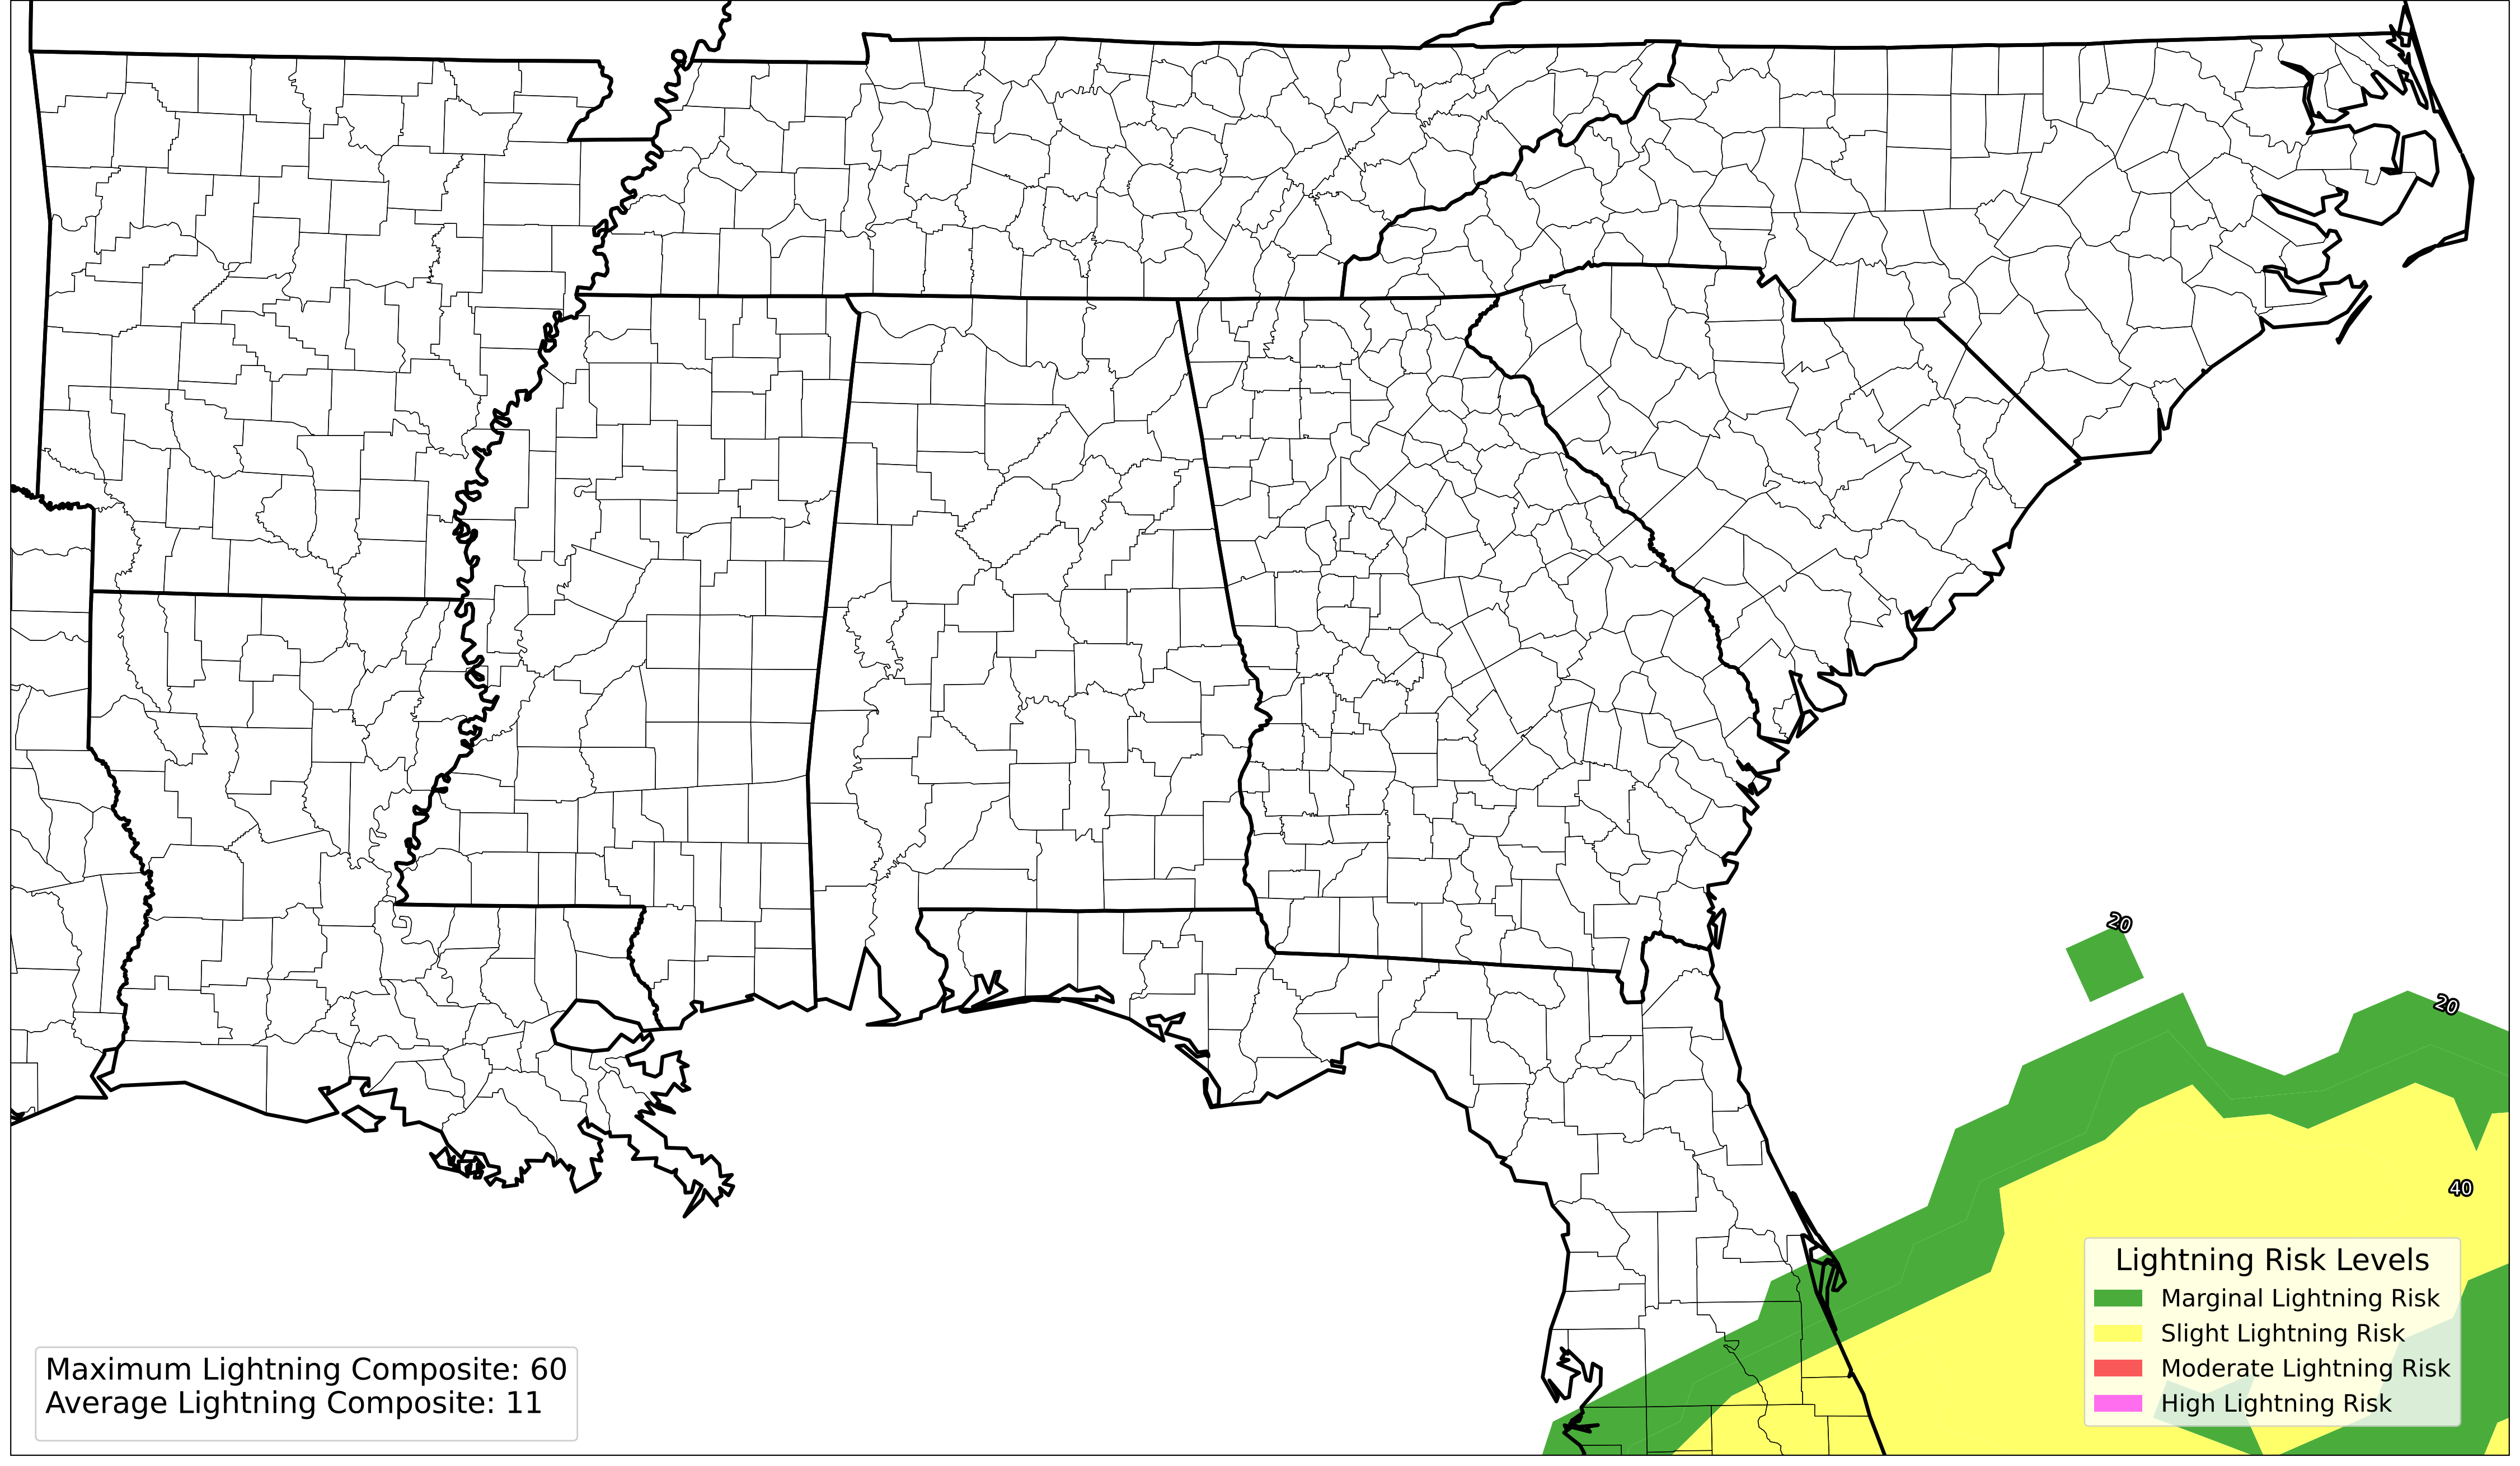 20
20
40
Lightning Risk Levels
Marginal Lightning Risk
Slight Lightning Risk
Moderate Lightning Risk
High Lightning Risk
Maximum Lightning Composite: 60
Average Lightning Composite: 11